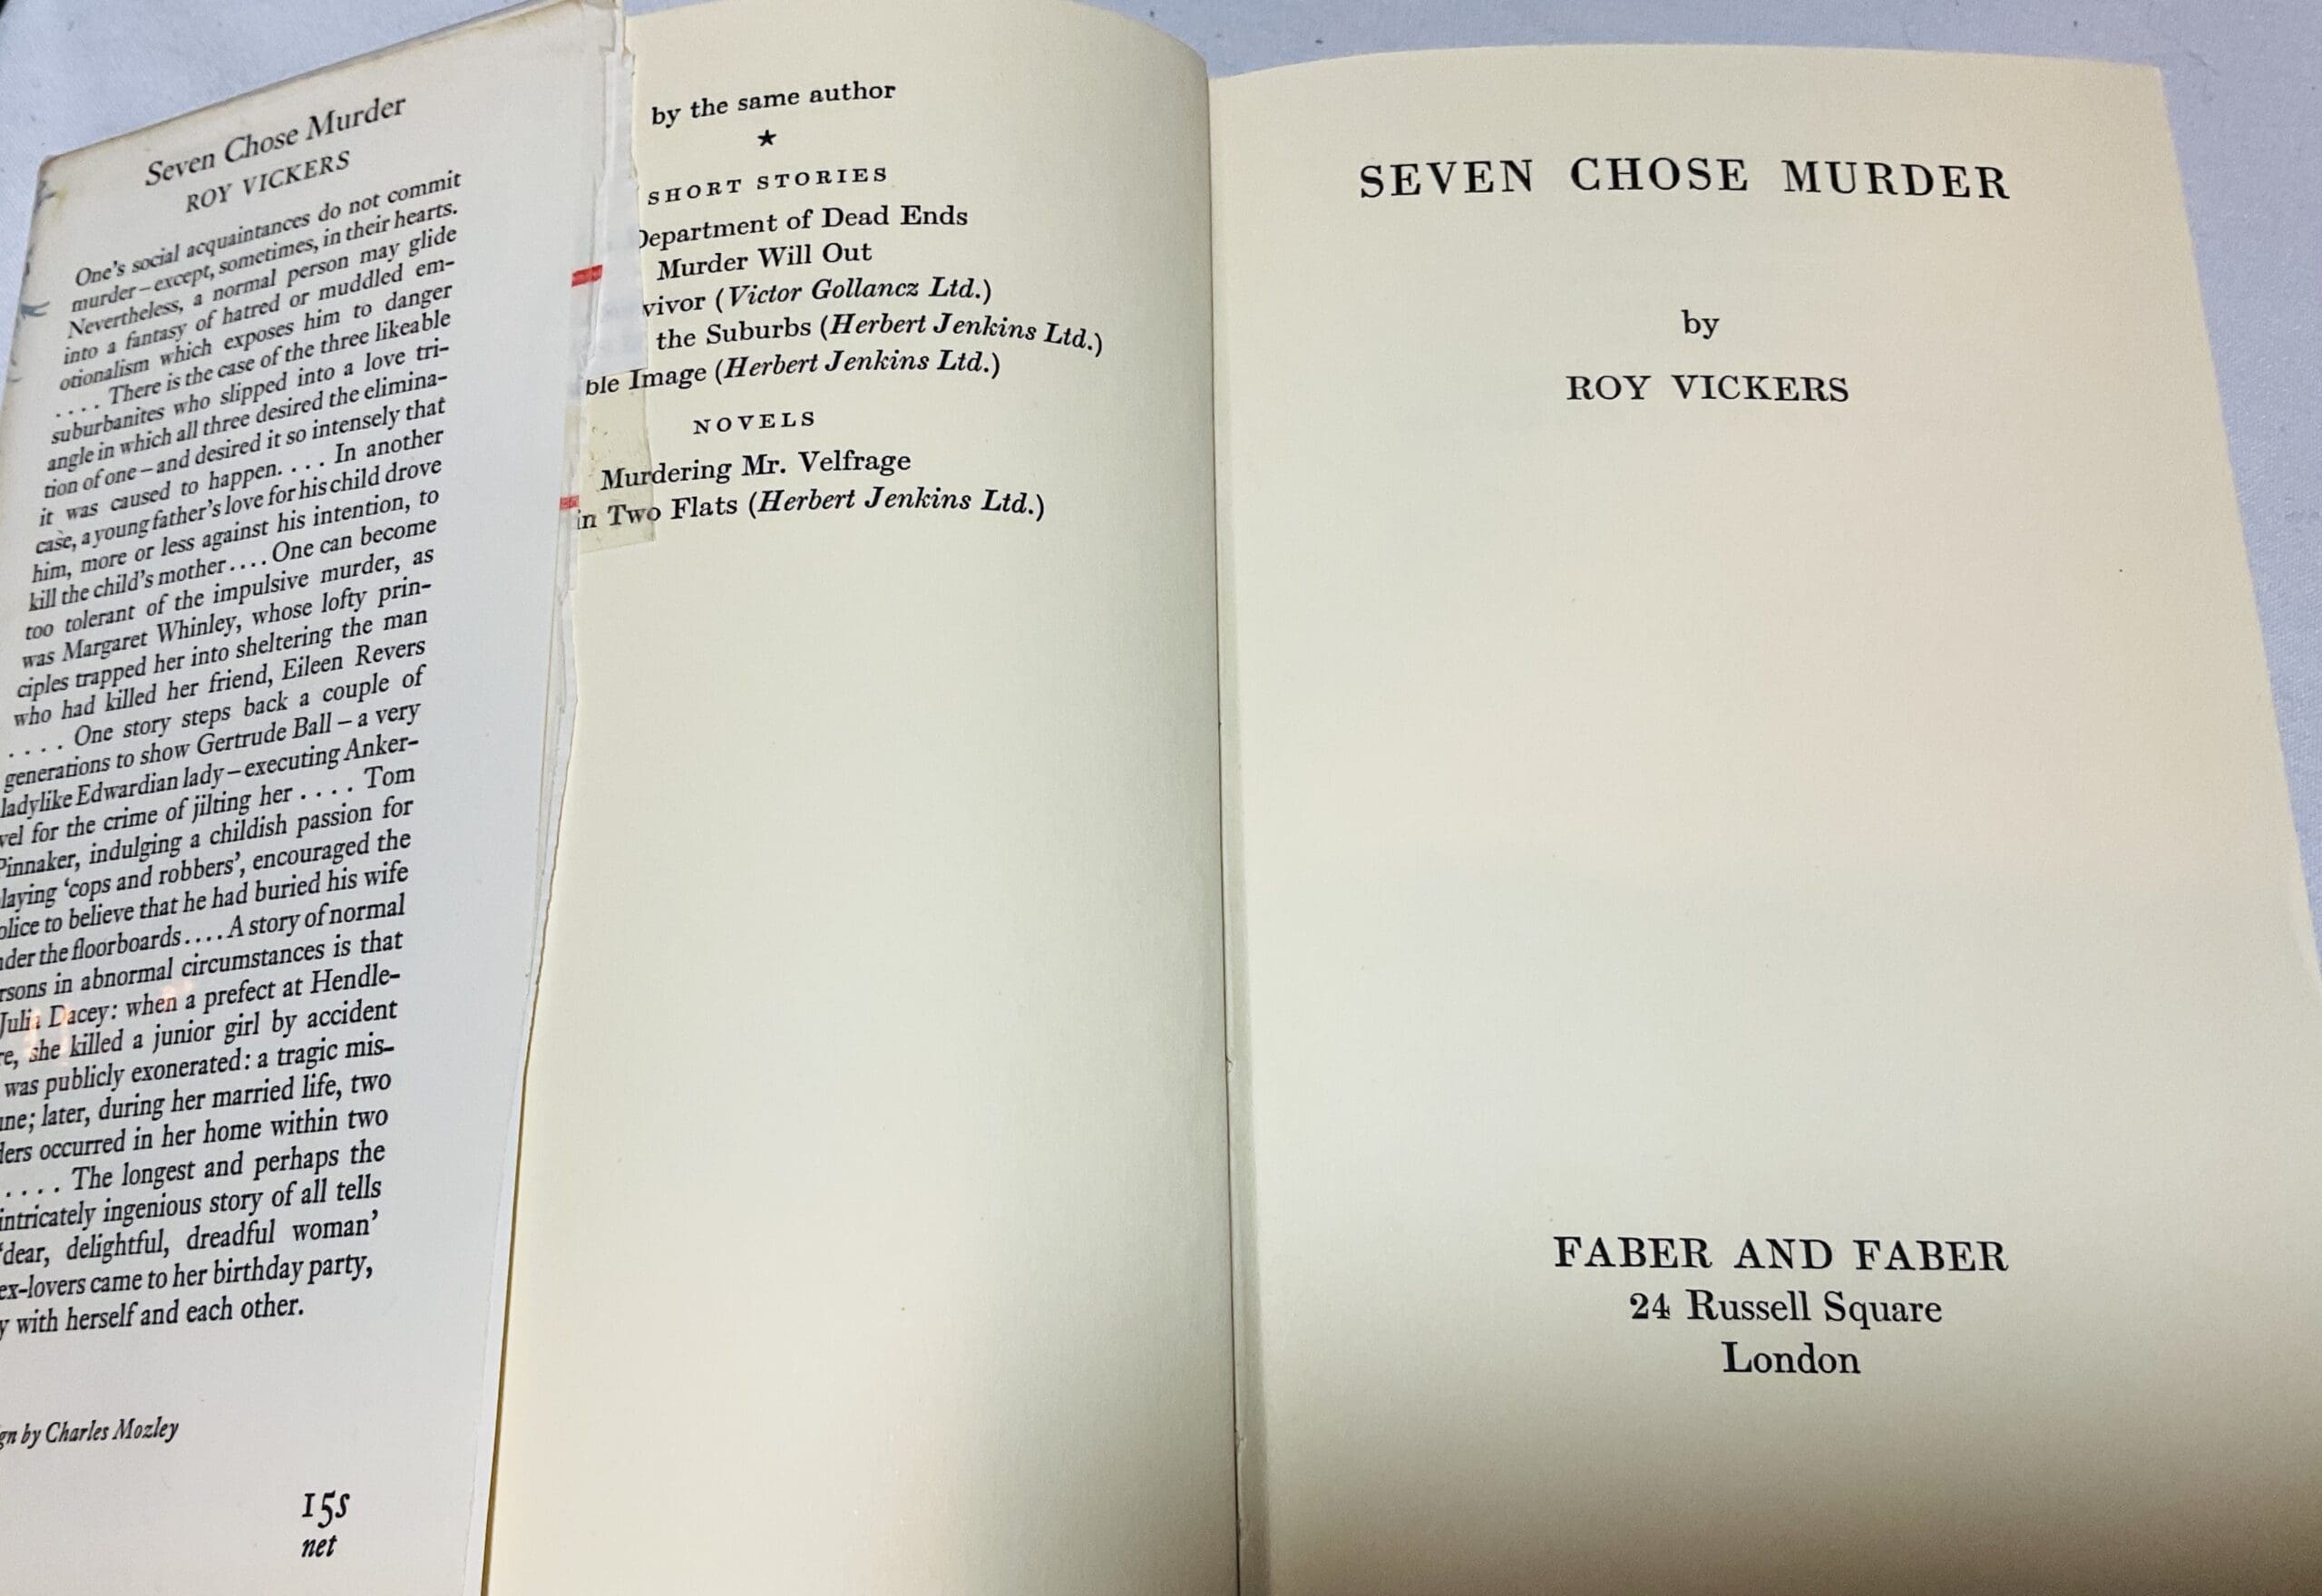 Seven Chose Murder
ROY VICKERS
One's social acquaintances do not commit
murder – except, sometimes, in their hearts.
Nevertheless, a normal person may glide
into a fantasy of hatred or muddled em-
otionalism which exposes him to danger
. . . . There is the case of the three likeable
suburbanites who slipped into a love tri-
angle in which all three desired the elimina-
tion of one – and desired it so intensely that
it was caused to happen. . . . In another
case, a young father's love for his child drove
him, more or less against his intention, to
kill the child's mother . . . . One can become
too tolerant of the impulsive murder, as
was Margaret Whinley, whose lofty prin-
ciples trapped her into sheltering the man
who had killed her friend, Eileen Revers
. . . . One story steps back a couple of
generations to show Gertrude Ball – a very
ladylike Edwardian lady – executing Anker-
vel for the crime of jilting her . . . . Tom
Pinnaker, indulging a childish passion for
laying 'cops and robbers', encouraged the
olice to believe that he had buried his wife
nder the floorboards . . . . A story of normal
rsons in abnormal circumstances is that
Julia Dacey: when a prefect at Hendle-
re, she killed a junior girl by accident
was publicly exonerated: a tragic mis-
une; later, during her married life, two
ders occurred in her home within two
. . . . The longest and perhaps the
intricately ingenious story of all tells
'dear, delightful, dreadful woman'
ex-lovers came to her birthday party,
y with herself and each other.
gn by Charles Mozley
15s
net
by the same author
★
SHORT STORIES
Department of Dead Ends
Murder Will Out
vivor (Victor Gollancz Ltd.)
the Suburbs (Herbert Jenkins Ltd.)
ble Image (Herbert Jenkins Ltd.)
NOVELS
Murdering Mr. Velfrage
in Two Flats (Herbert Jenkins Ltd.)
SEVEN CHOSE MURDER
by
ROY VICKERS
FABER AND FABER
24 Russell Square
London